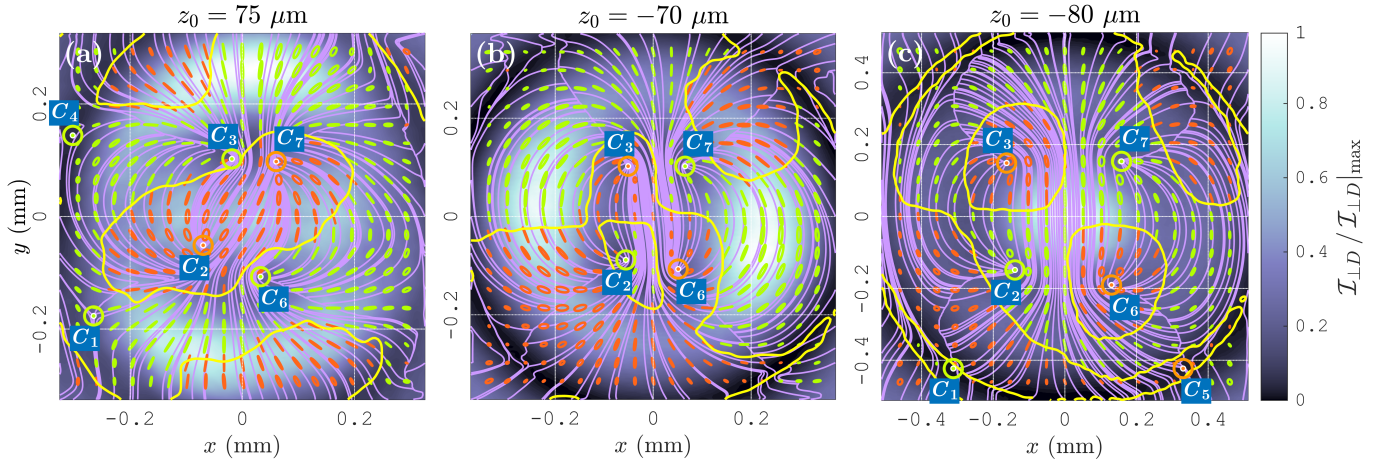 z₀ = 75 μm
(a)
C₄
C₃
C₇
C₂
C₆
C₁
0.2
0
-0.2
y (mm)
-0.2
0
0.2
x (mm)
z₀ = −70 μm
(b)
C₃
C₇
C₂
C₆
0.2
0
-0.2
-0.2
0
0.2
x (mm)
z₀ = −80 μm
(c)
C₃
C₇
C₂
C₆
C₁
C₅
0.4
0.2
0
-0.2
-0.4
-0.4
-0.2
0
0.2
0.4
x (mm)
1
0.8
0.6
0.4
0.2
0
ℐ⊥D / ℐ⊥D|max